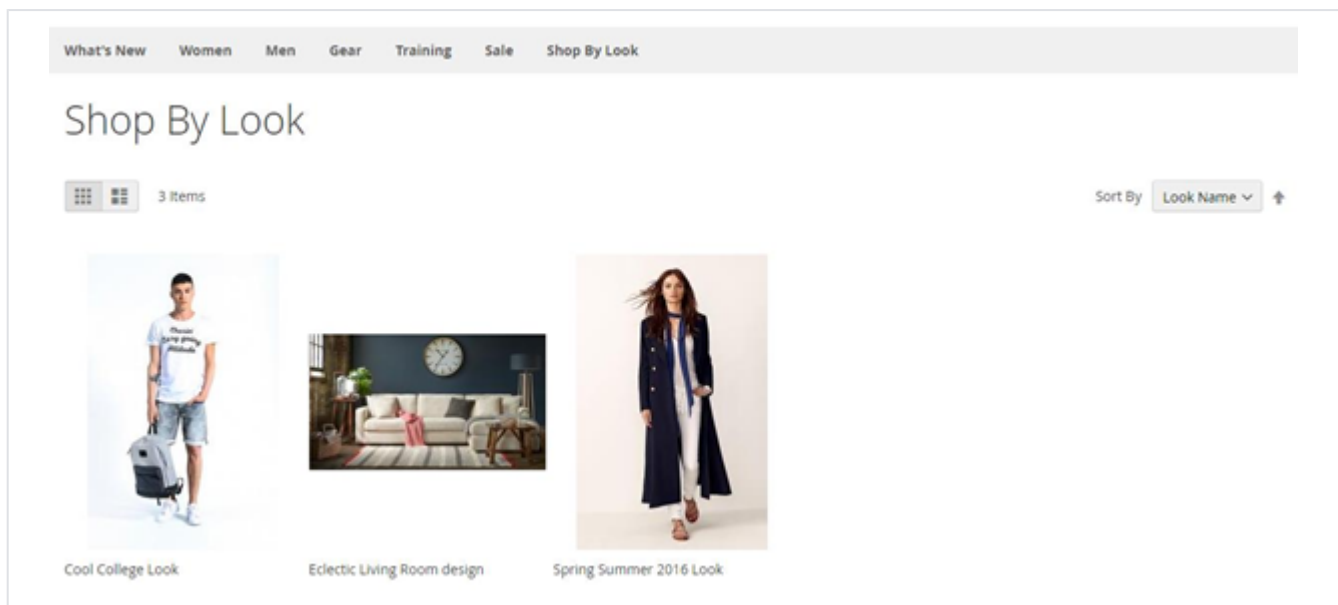 What's New Women Men Gear Training Sale Shop By Look
Shop By Look
3 Items
Sort By Look Name
Cool College Look
Eclectic Living Room design
Spring Summer 2016 Look